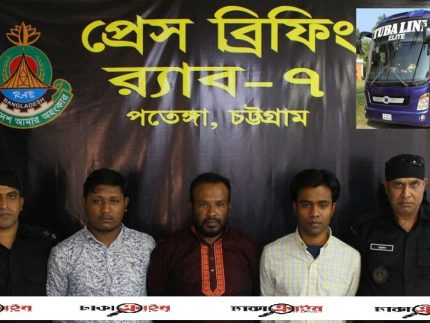 প্রেস ব্রিফিং
র‍্যাব-৭
পতেঙ্গা, চট্টগ্রাম
RAB
BANGLADESH
TUBA LINE
ELITE